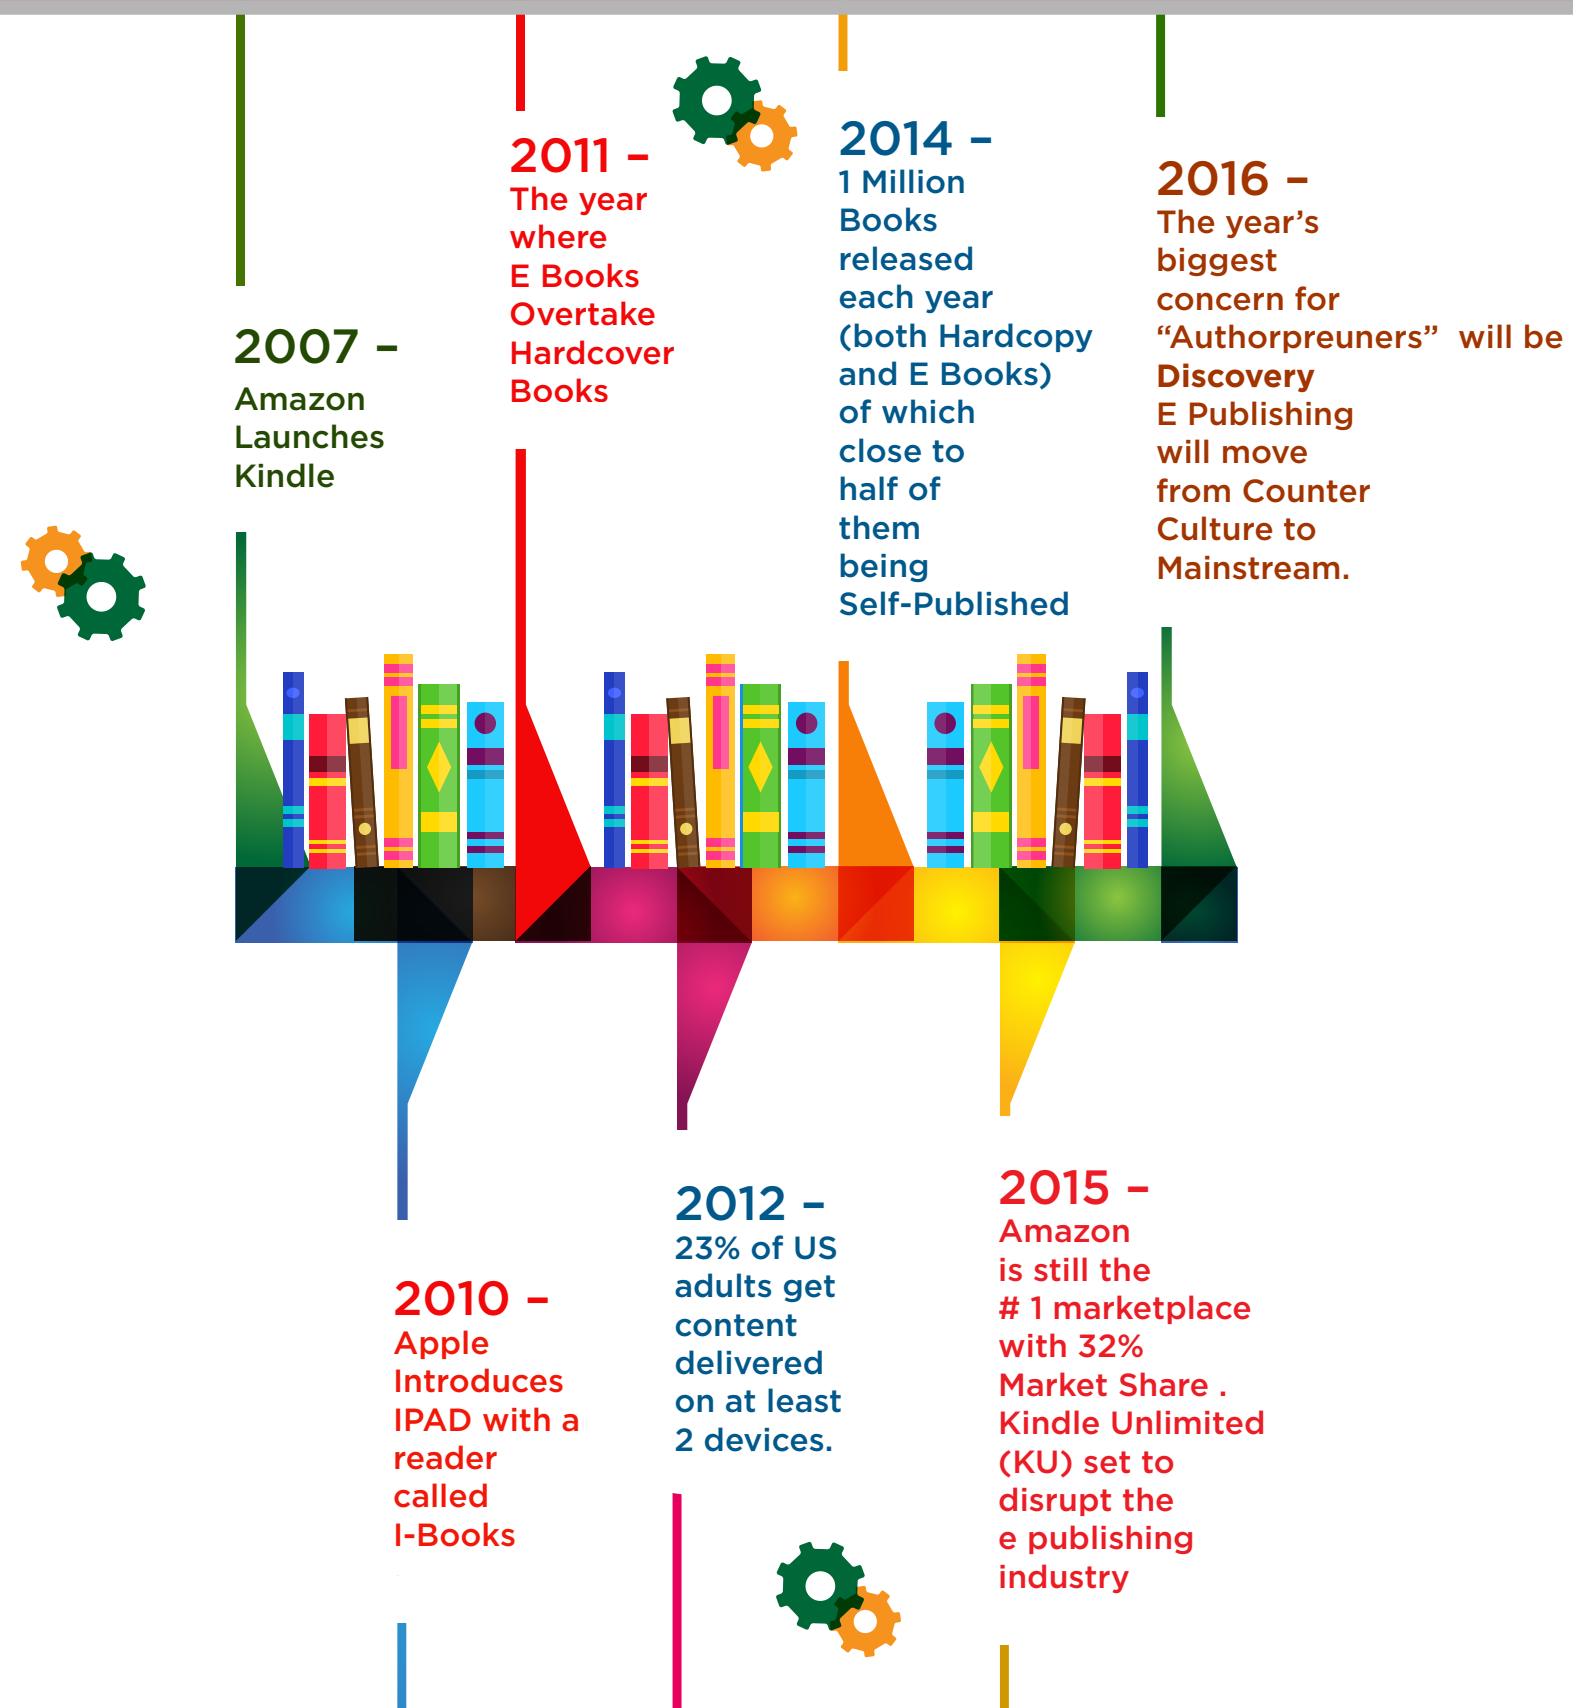 2007 –
Amazon
Launches
Kindle
2011 –
The year
where
E Books
Overtake
Hardcover
Books
2014 –
1 Million
Books
released
each year
(both Hardcopy
and E Books)
of which
close to
half of
them
being
Self-Published
2016 –
The year’s
biggest
concern for
“Authorpreuners”  will be
Discovery
E Publishing
will move
from Counter
Culture to
Mainstream.
2010 –
Apple
Introduces
IPAD with a
reader
called
I-Books
2012 –
23% of US
adults get
content
delivered
on at least
2 devices.
2015 –
Amazon
is still the
# 1 marketplace
with 32%
Market Share .
Kindle Unlimited
(KU) set to
disrupt the
e publishing
industry